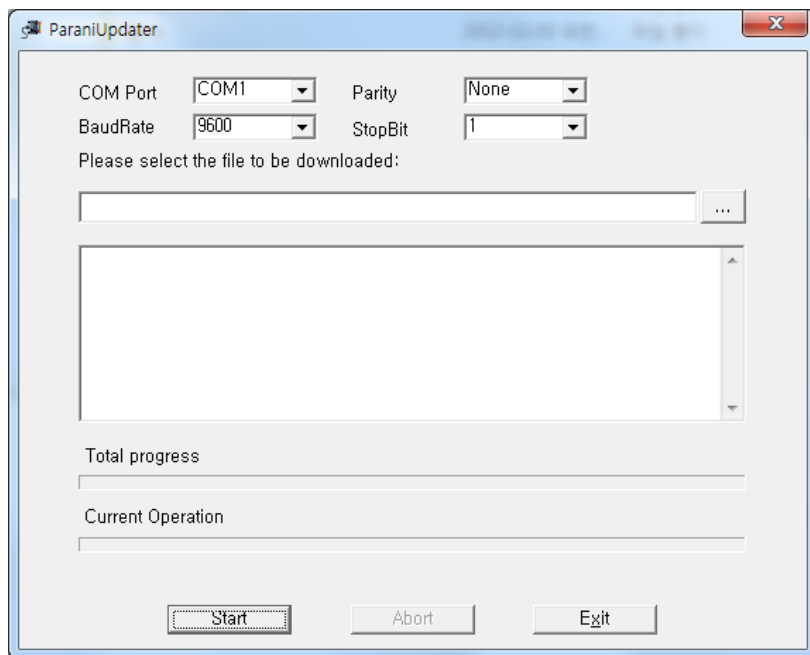 ParaniUpdater
COM Port COM1 Parity None
BaudRate 9600 StopBit 1
Please select the file to be downloaded:
...
Total progress
Current Operation
Start Abort Exit